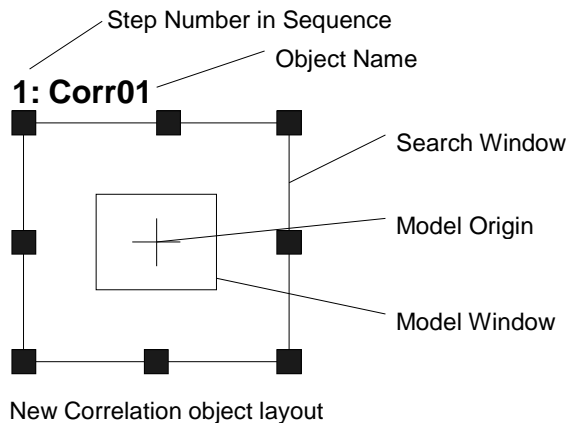 Step Number in Sequence
Object Name
1: Corr01
Search Window
Model Origin
Model Window
New Correlation object layout